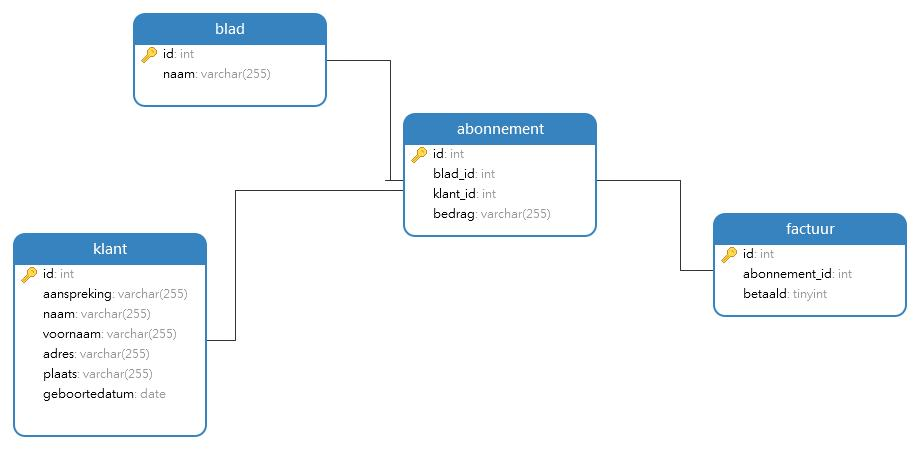 blad
id: int
naam: varchar(255)
abonnement
id: int
blad_id: int
klant_id: int
bedrag: varchar(255)
klant
id: int
aanspreking: varchar(255)
naam: varchar(255)
voornaam: varchar(255)
adres: varchar(255)
plaats: varchar(255)
geboortedatum: date
factuur
id: int
abonnement_id: int
betaald: tinyint